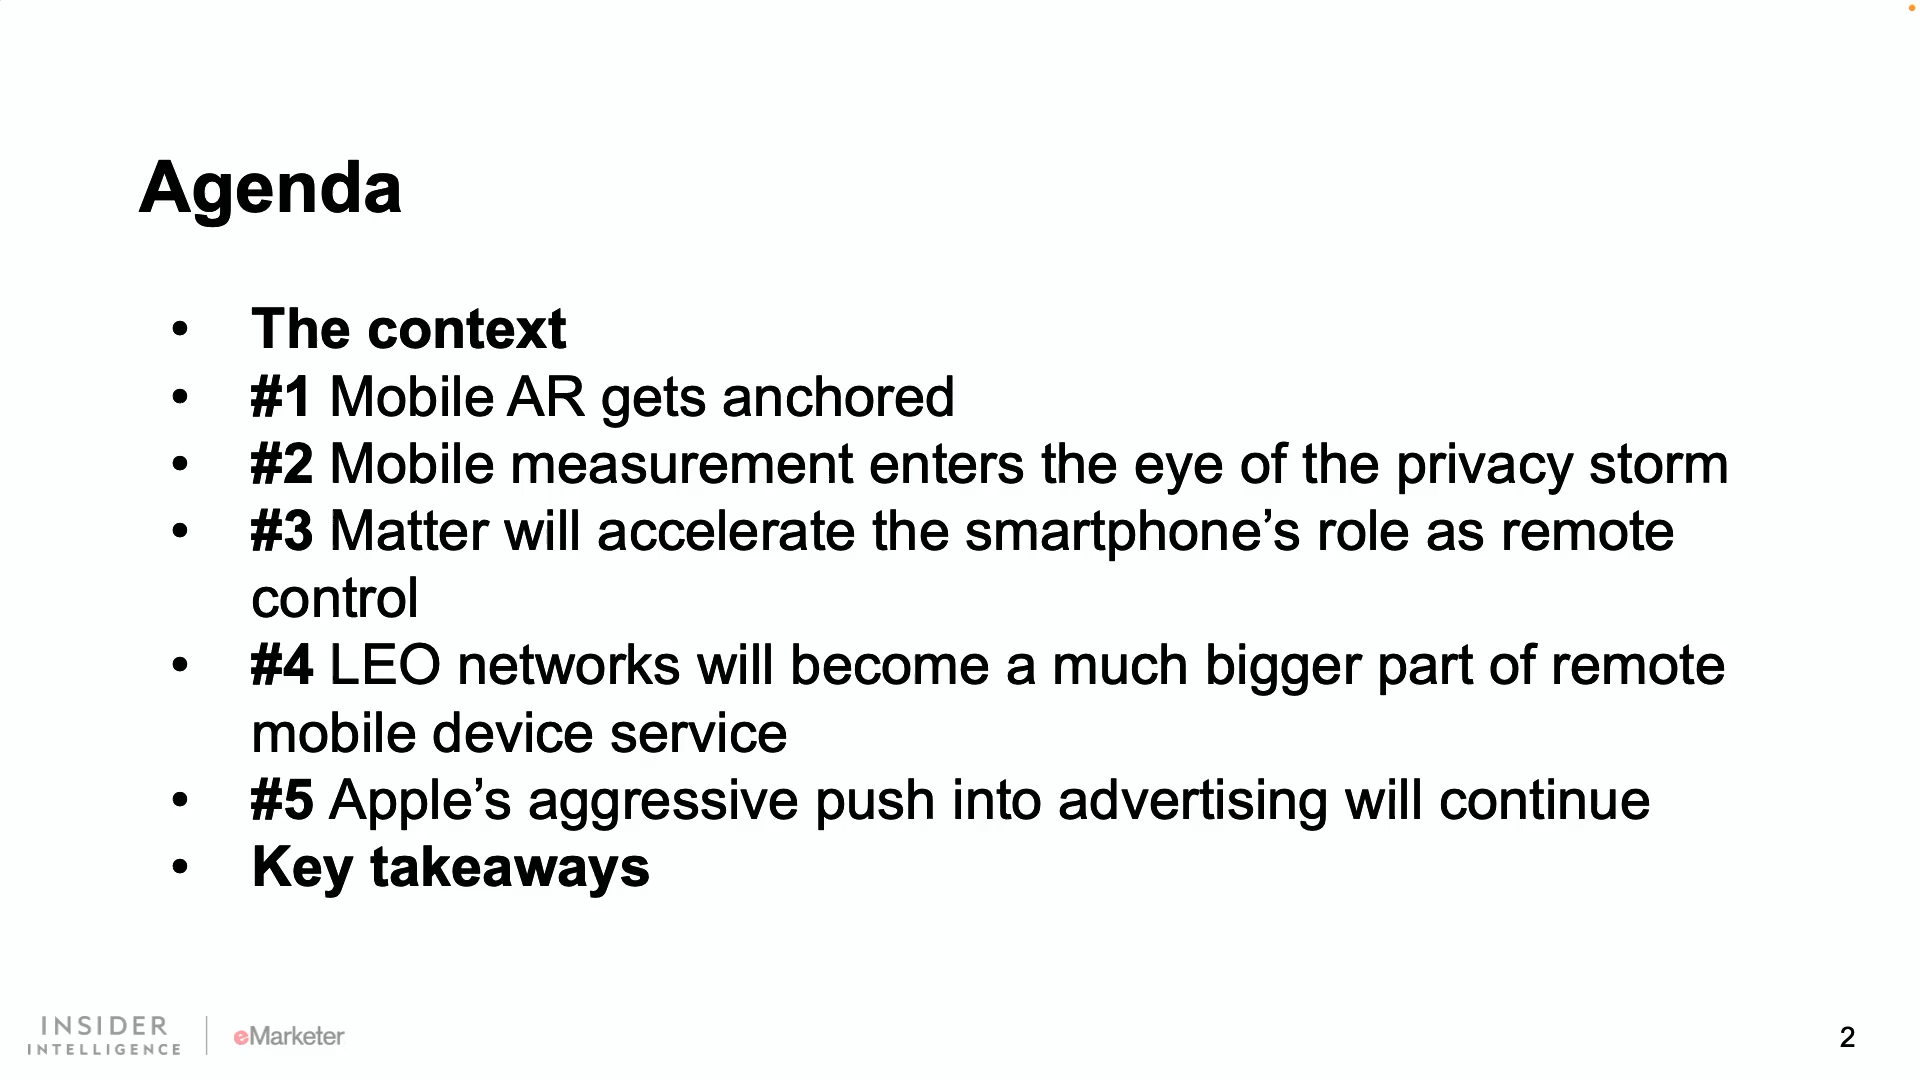 Agenda
• The context
• #1 Mobile AR gets anchored
• #2 Mobile measurement enters the eye of the privacy storm
• #3 Matter will accelerate the smartphone’s role as remote
control
• #4 LEO networks will become a much bigger part of remote
mobile device service
• #5 Apple’s aggressive push into advertising will continue
• Key takeaways
INSIDER
INTELLIGENCE
eMarketer
2